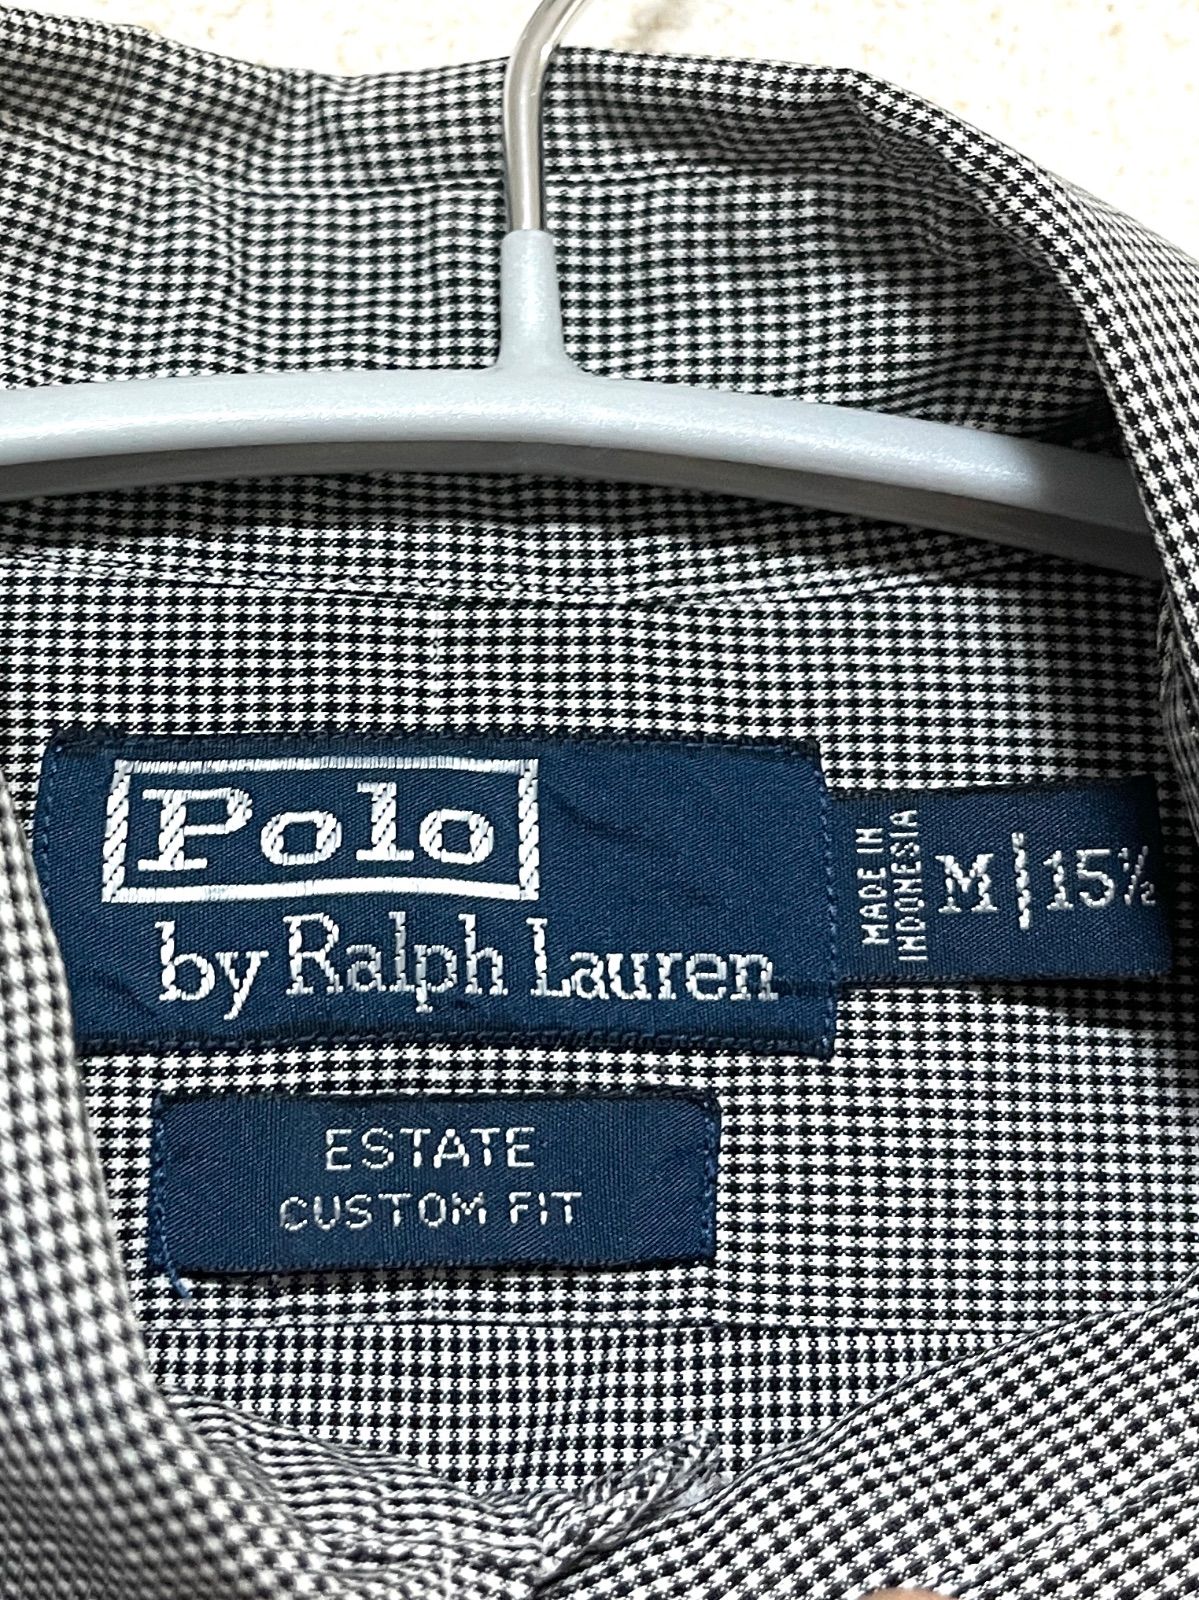 Polo
by Ralph Lauren
MADE IN
INDONESIA
M | 15½
ESTATE
CUSTOM FIT